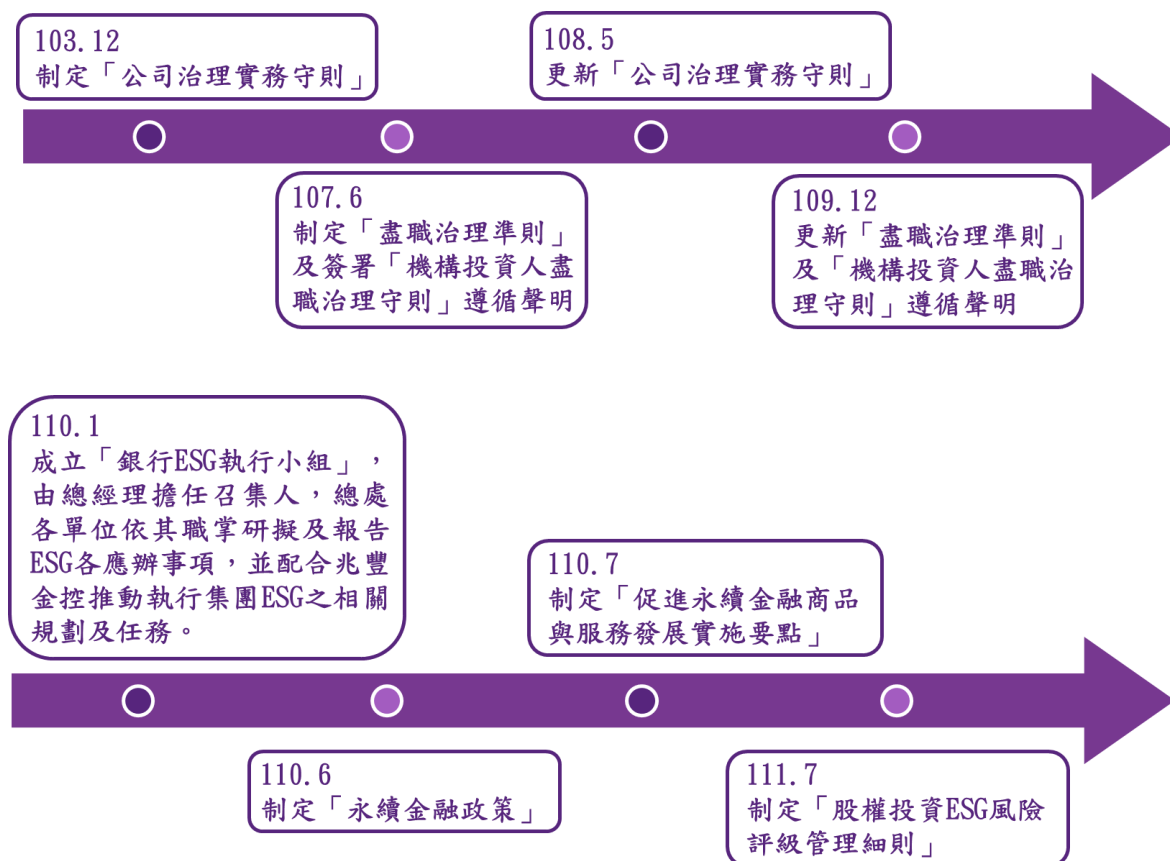 103.12
制定「公司治理實務守則」
108.5
更新「公司治理實務守則」
107.6
制定「盡職治理準則」
及簽署「機構投資人盡
職治理守則」遵循聲明
109.12
更新「盡職治理準則」
及「機構投資人盡職治
理守則」遵循聲明
110.1
成立「銀行ESG執行小組」，
由總經理擔任召集人，總處
各單位依其職掌研擬及報告
ESG各應辦事項，並配合兆豐
金控推動執行集團ESG之相關
規劃及任務。
110.7
制定「促進永續金融商品
與服務發展實施要點」
110.6
制定「永續金融政策」
111.7
制定「股權投資ESG風險
評級管理細則」